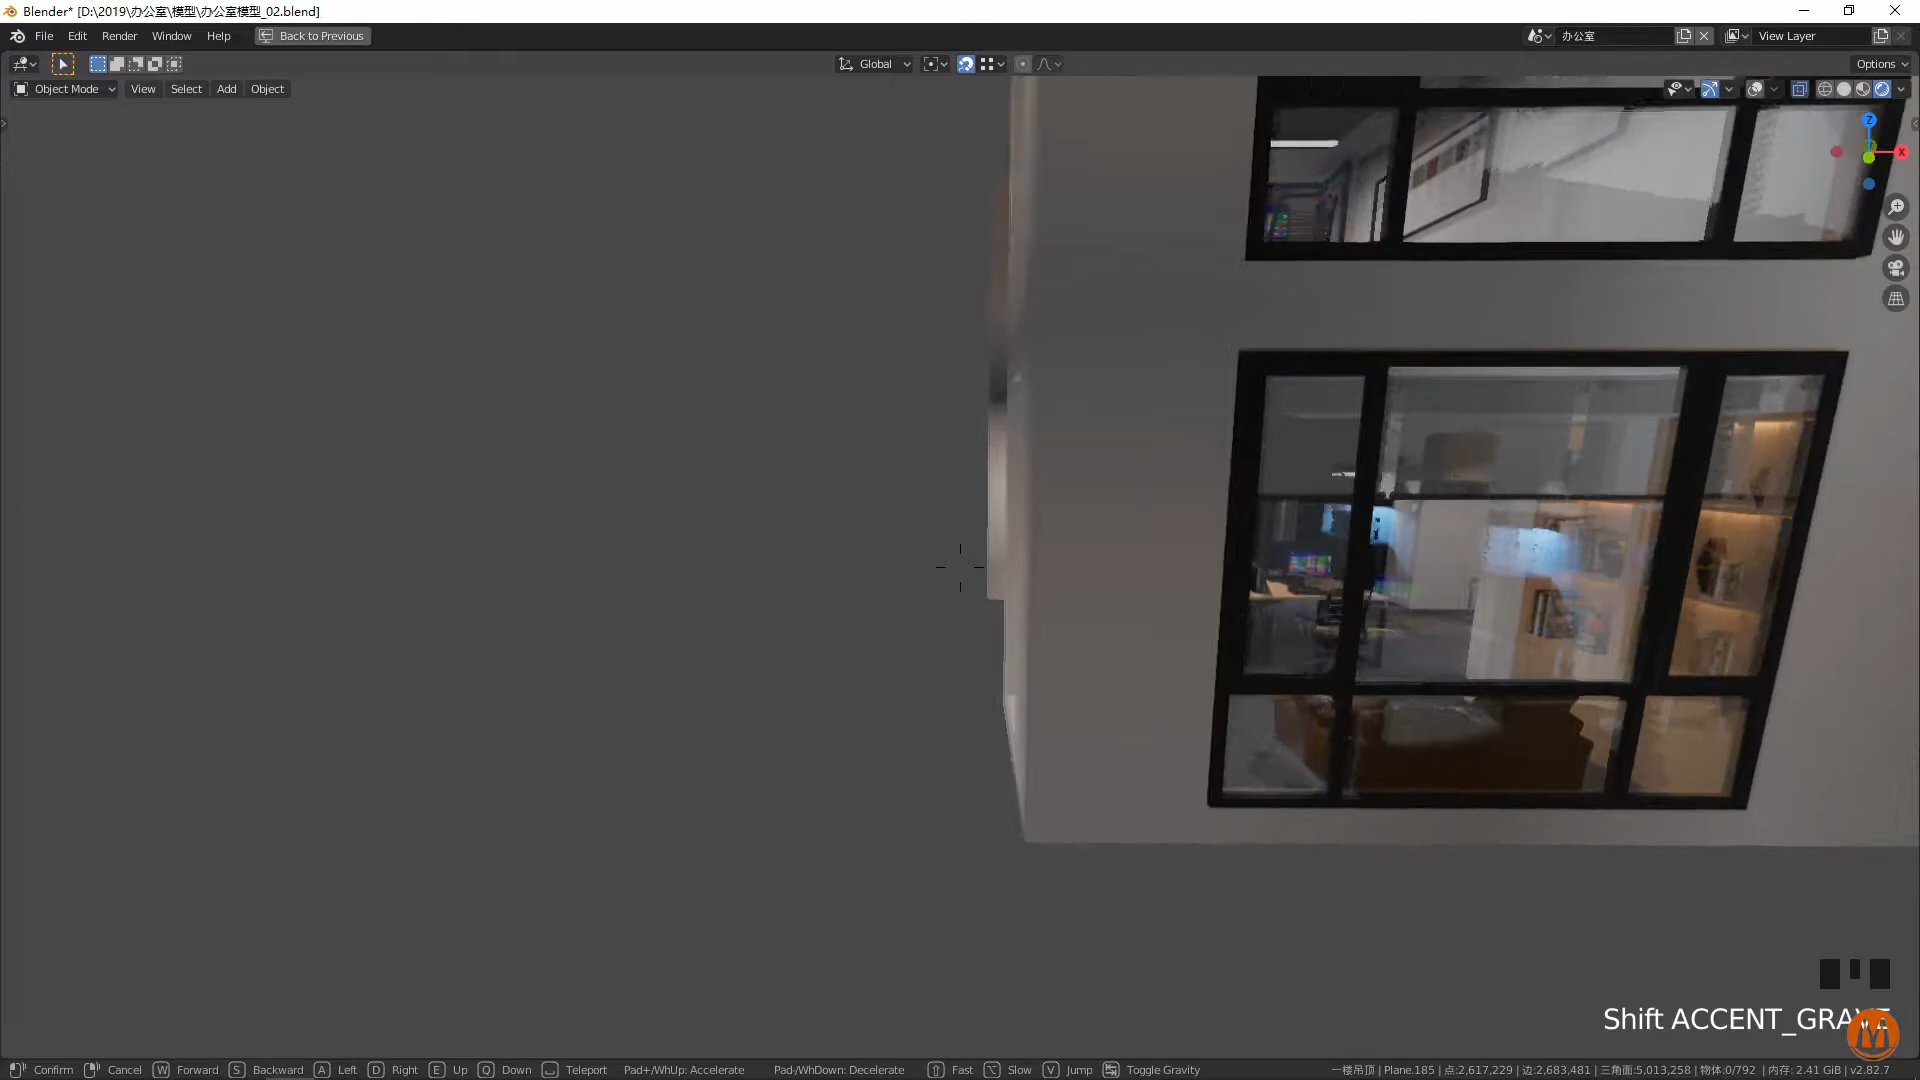 Blender* [D:\2019\办公室\模型\办公室模型_02.blend]
File Edit Render Window Help Back to Previous
办公室 View Layer
Global Options
Object Mode View Select Add Object
Z
X
Shift ACCENT_GRAVE
Confirm Cancel W Forward S Backward A Left D Right E Up Q Down Teleport Pad+/WhUp: Accelerate Pad-/WhDown: Decelerate Fast Slow V Jump Toggle Gravity 一楼吊顶 | Plane.185 | 点:2,617,229 | 边:2,683,481 | 三角面:5,013,258 | 物体:0/792 | 内存: 2.41 GiB | v2.82.7